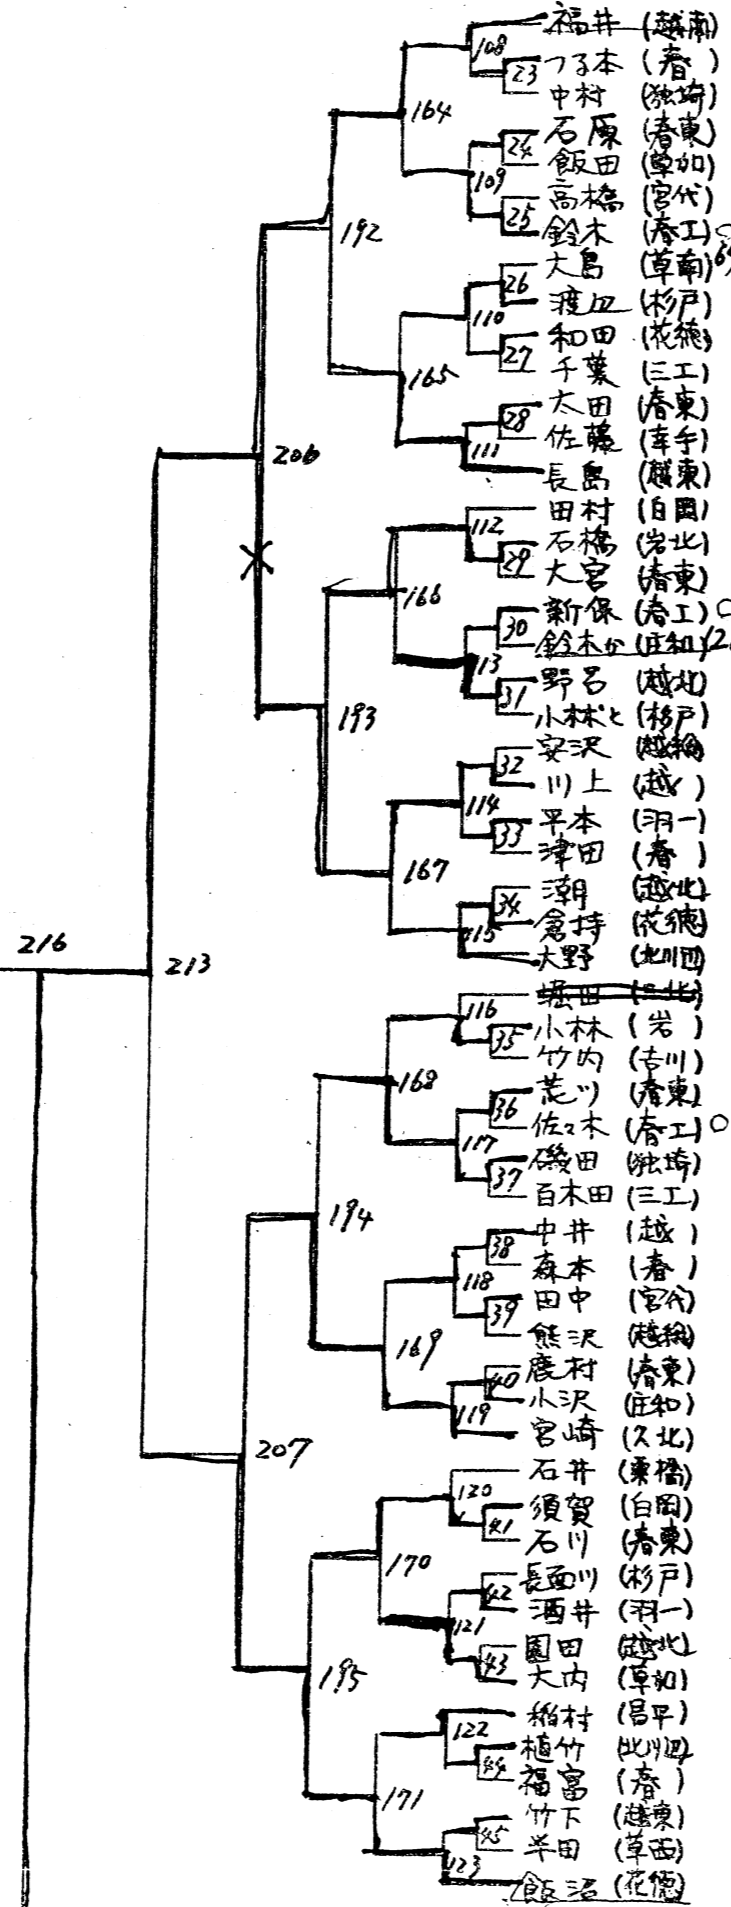 福井 (越南)
108
23 つる本 (春)
中村 (独埼)
164
石原 (春東)
24
飯田 (草加)
109
高橋 (宮代)
25
鈴木 (春工) ○
192
大島 (草南)
26
渡辺 (杉戸)
110
和田 (花徳)
27
千葉 (三工)
165
太田 (春東)
28
佐藤 (幸手)
111
長島 (越東)
206
田村 (白岡)
112
石橋 (岩北)
29
大宮 (春東)
166
新保 (春工) ○
30
鈴木か (庄和)
113
野呂 (越北)
31
小林と (杉戸)
193
安沢 (越総)
32
川上 (越)
114
平本 (羽一)
33
津田 (春)
167
潮 (越北)
34
倉持 (花徳)
115
大野 (北川辺)
216
213
堀田
116
小林 (岩)
35
竹内 (吉川)
168
荒川 (春東)
36
佐々木 (春工) ○
117
磯田 (独埼)
37
百木田 (三工)
194
中井 (越)
38
森本 (春)
118
田中 (宮代)
39
熊沢 (越総)
169
鹿村 (春東)
40
小沢 (庄和)
119
宮崎 (久北)
207
石井 (栗橋)
120
須賀 (白岡)
41
石川 (春東)
170
(杉戸)
42
酒井 (羽一)
121
園田 (越北)
43
大内 (草加)
195
稲村 (昌平)
122
植竹 (北川辺)
44
福富 (春)
171
竹下 (越東)
45
半田 (草西)
123
飯沼 (花徳)